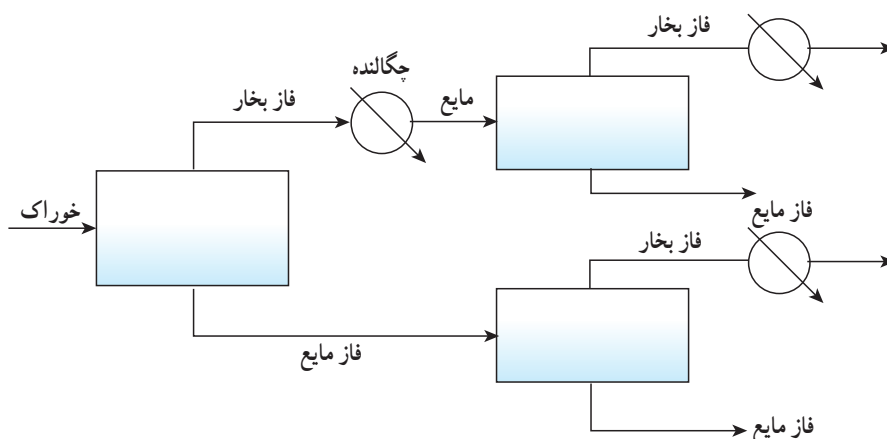 فاز بخار
چگالنده
فاز بخار
مایع
خوراک
فاز مایع
فاز بخار
فاز مایع
فاز مایع